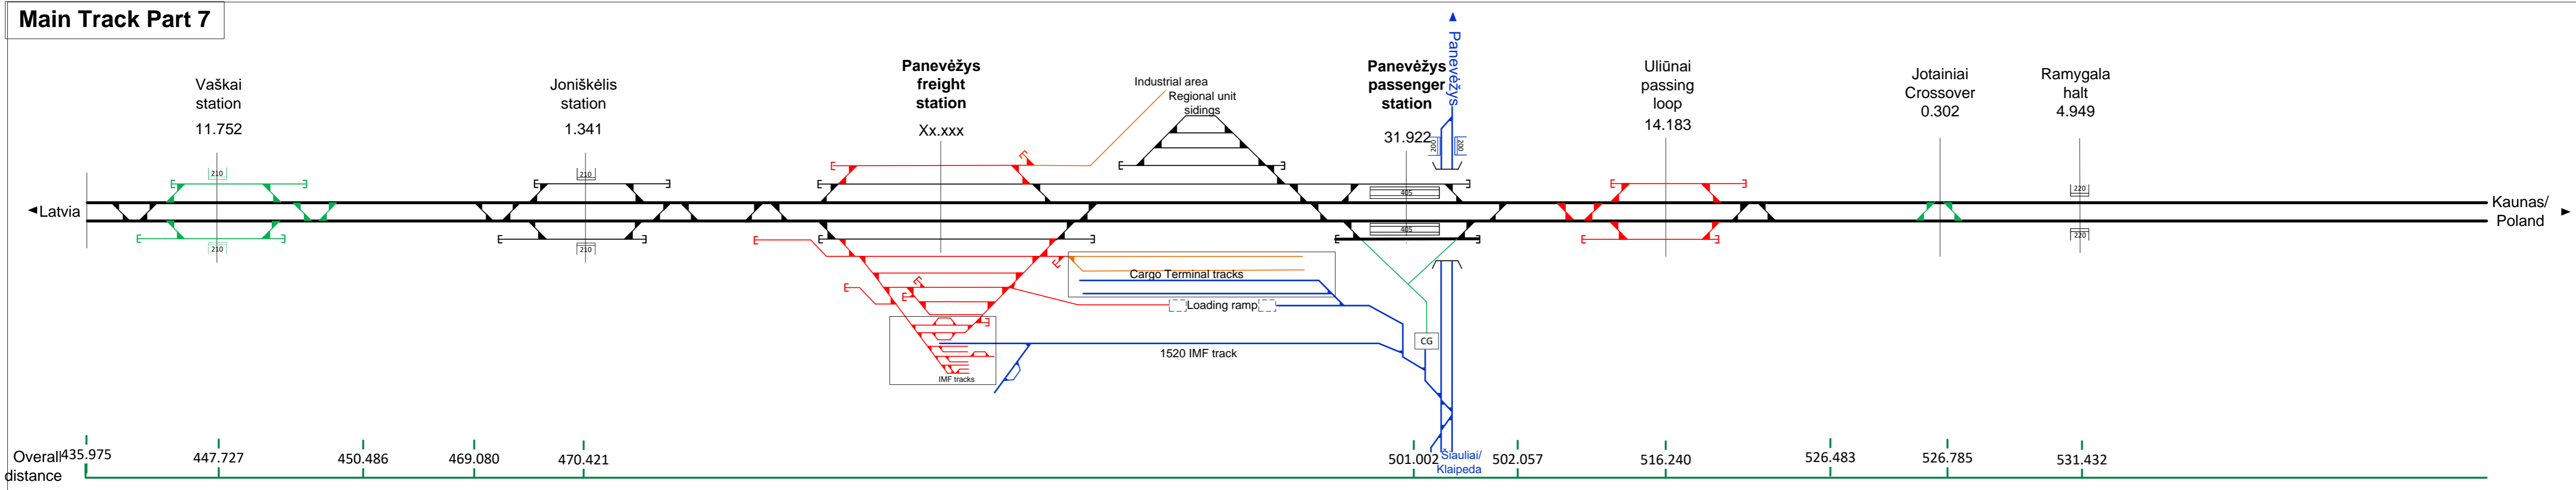 Main Track Part 7
Vaškai
station
11.752
Joniškėlis
station
1.341
Panevėžys
freight
station
Xx.xxx
Industrial area
Regional unit
sidings
Panevėžys
passenger
station
31.922
Panevėžys
Uliūnai
passing
loop
14.183
Jotainiai
Crossover
0.302
Ramygala
halt
4.949
200
200
210
210
405
220
Latvia
Kaunas/
Poland
210
210
405
220
Cargo Terminal tracks
Loading ramp
CG
1520 IMF track
IMF tracks
Overall
distance
435.975
447.727
450.486
469.080
470.421
501.002
Šiauliai/
Klaipeda
502.057
516.240
526.483
526.785
531.432